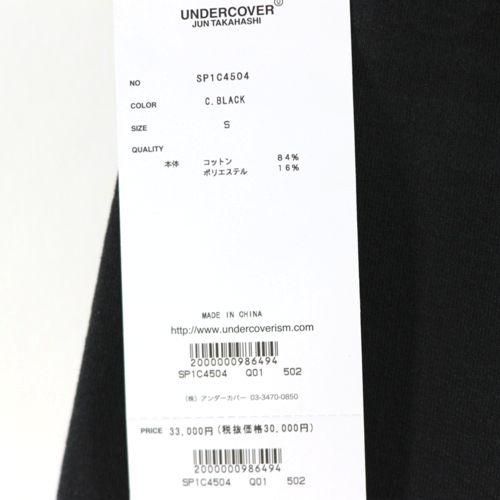 UNDERCOVER
JUN TAKAHASHI
NO SP1C4504
COLOR C.BLACK
SIZE S
QUALITY
本体 コットン 84%
ポリエステル 16%
MADE IN CHINA
http://www.undercoverism.com
2000000986494
SP1C4504 Q01 502
(株) アンダーカバー 03-3470-0850
PRICE 33,000円(税抜価格30,000円)
2000000986494
SP1C4504 Q01 502